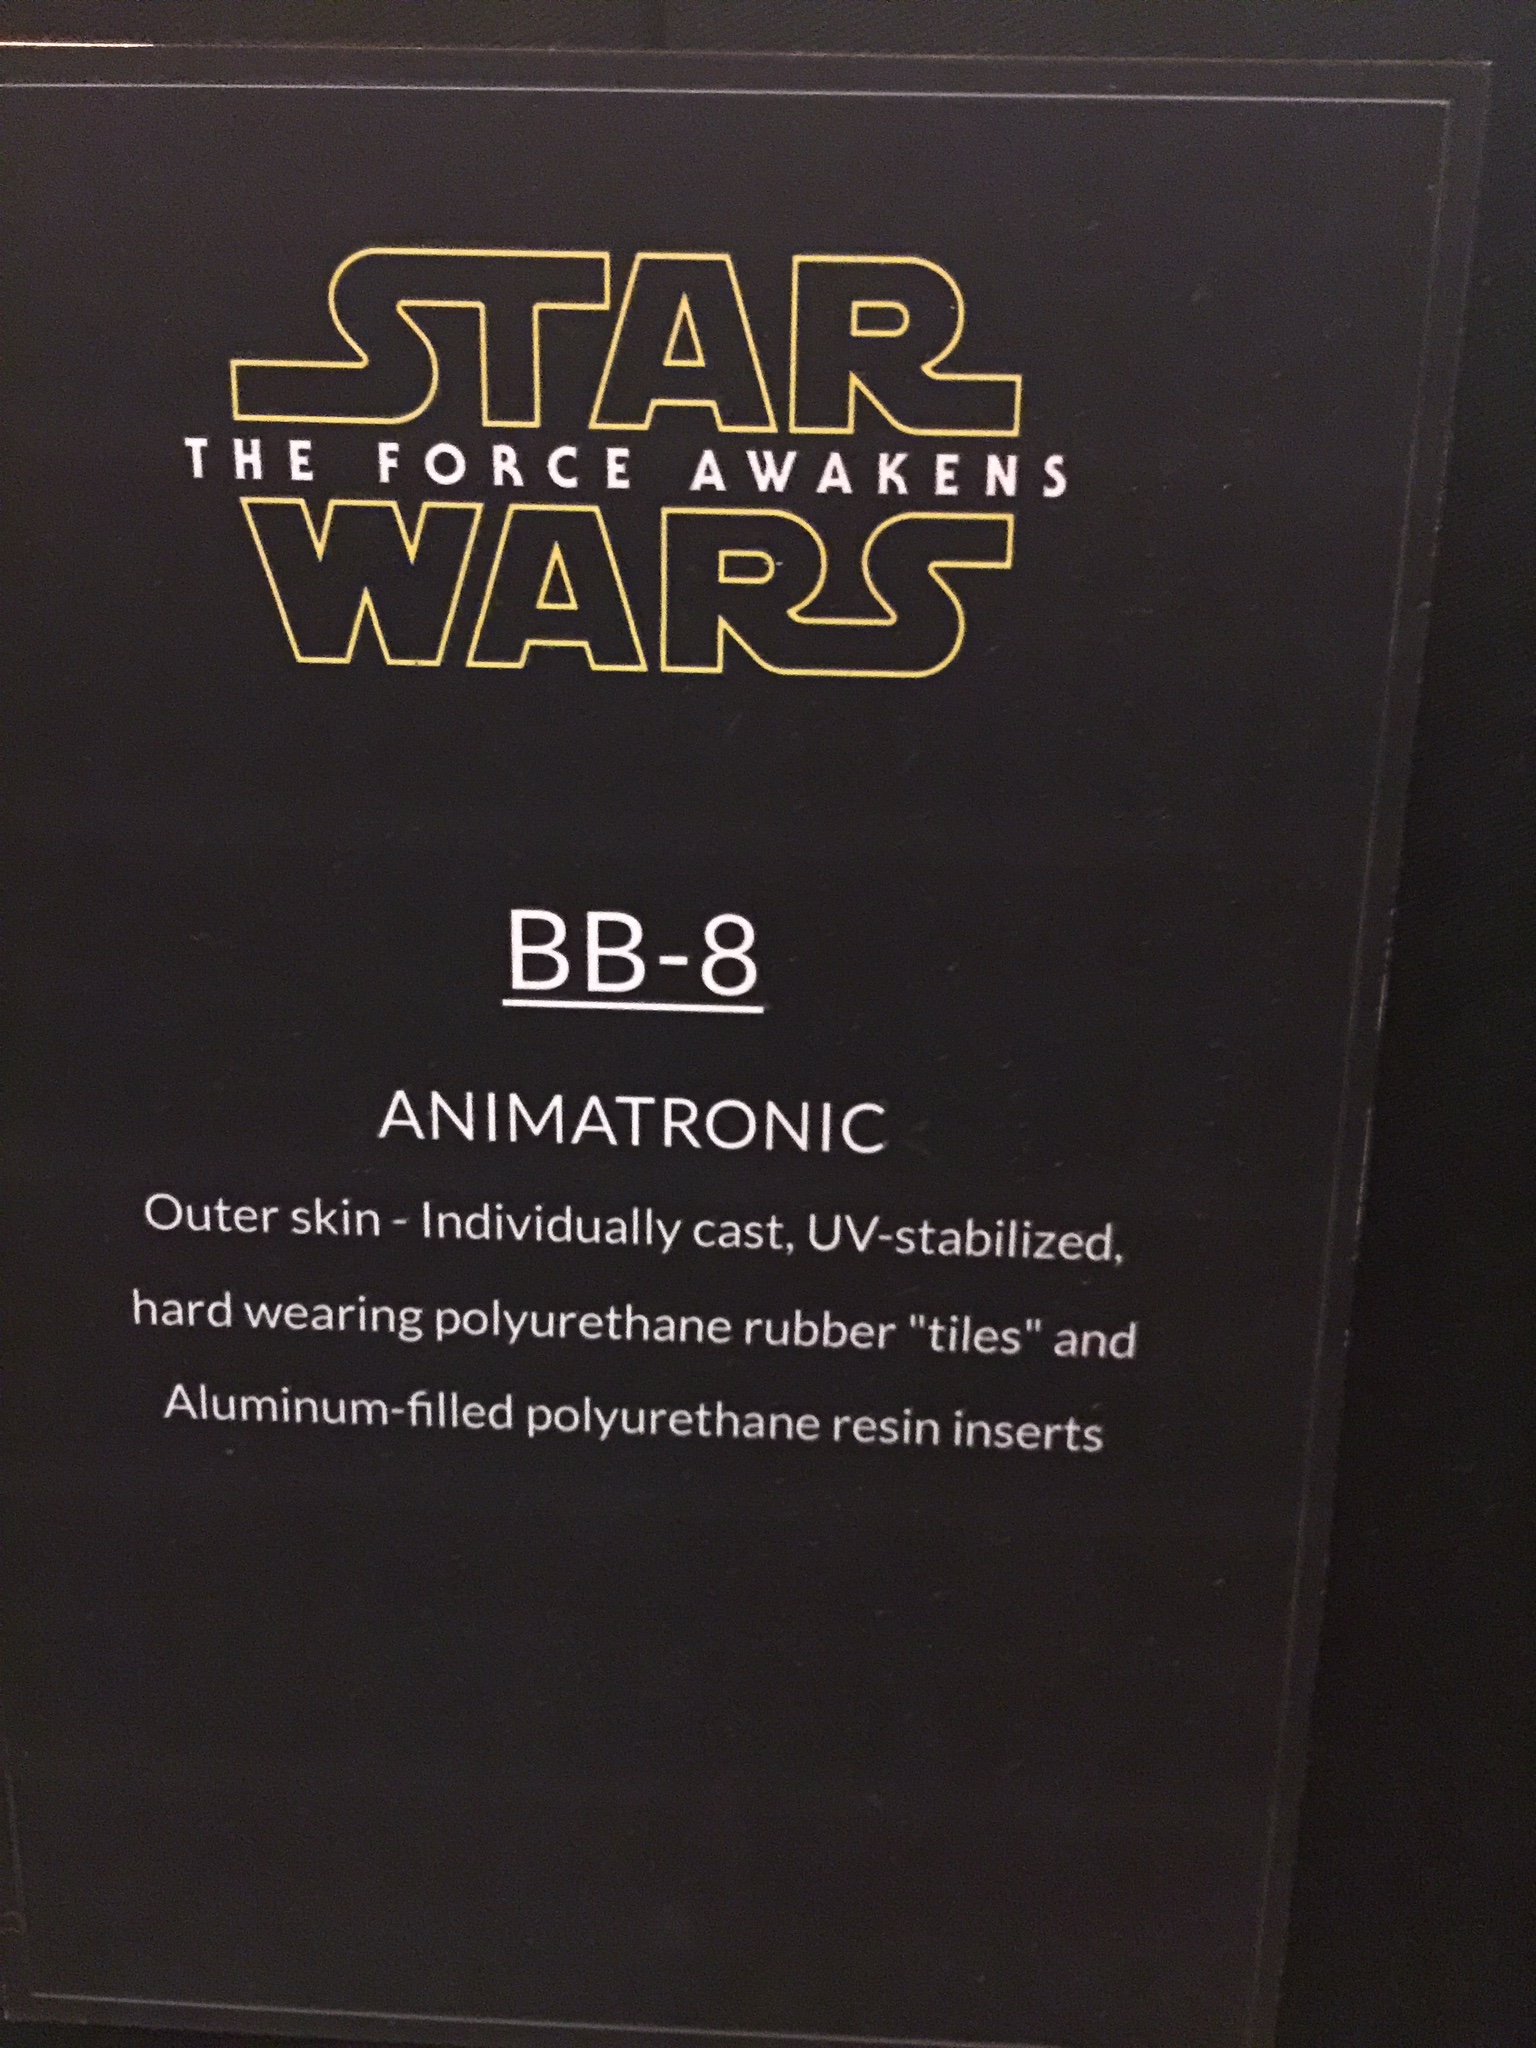 STAR
THE FORCE AWAKENS
WARS
BB-8
ANIMATRONIC
Outer skin - Individually cast, UV-stabilized,
hard wearing polyurethane rubber "tiles" and
Aluminum-filled polyurethane resin inserts